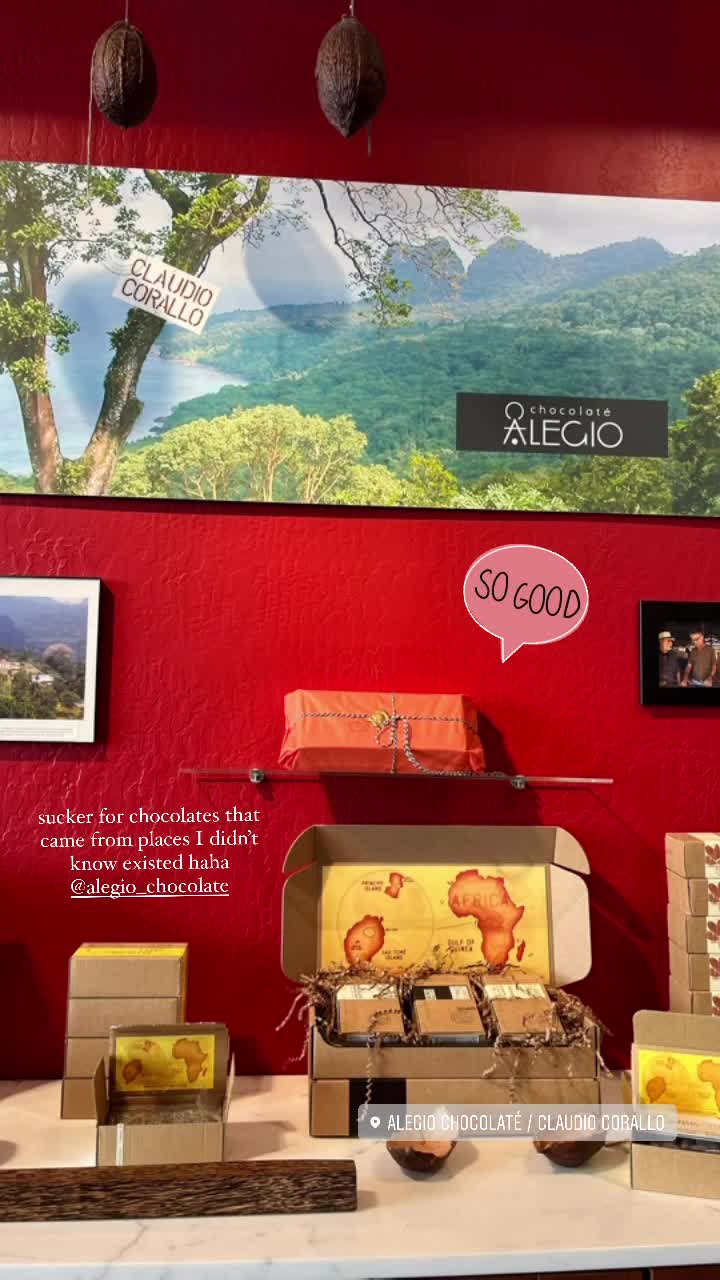 CLAUDIO
CORALLO
chocolaté
ALEGIO
SO GOOD
sucker for chocolates that
came from places I didn't
know existed haha
@alegio_chocolate
PRINCIPE
ISLAND
AFRICA
SAO TOMÉ
ISLAND
GULF OF
GUINEA
ALEGIO CHOCOLATÉ / CLAUDIO CORALLO